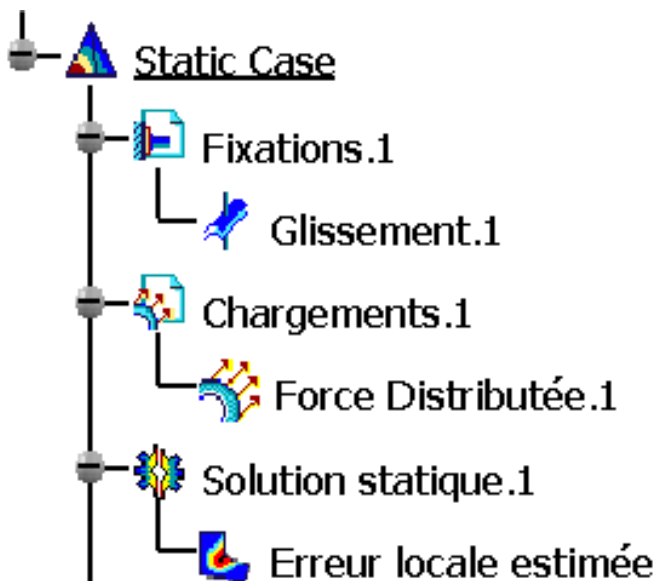 Static Case
Fixations.1
Glissement.1
Chargements.1
Force Distributée.1
Solution statique.1
Erreur locale estimée